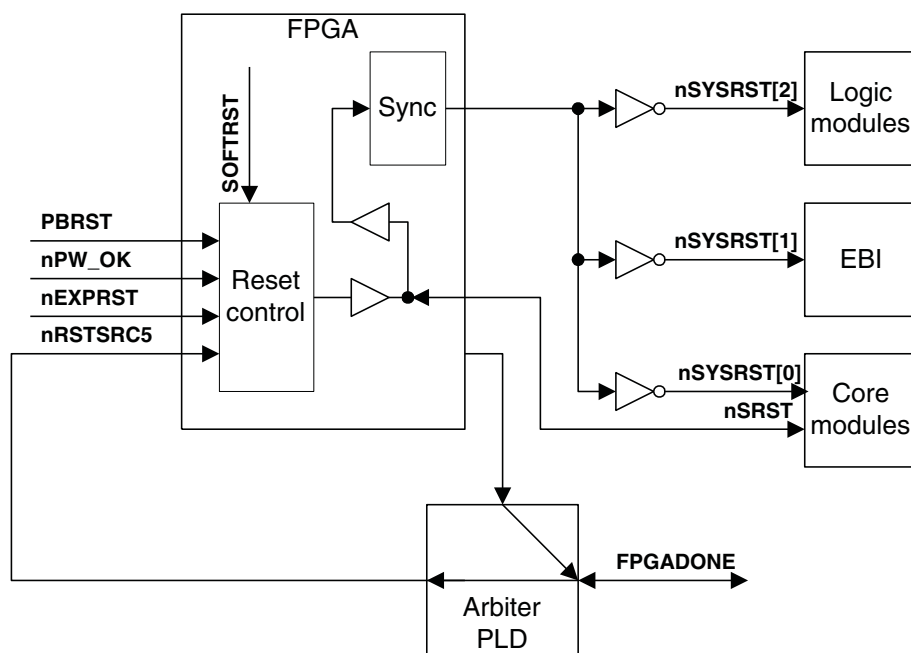 FPGA
Sync
SOFTRST
nSYSRST[2]
Logic
modules
PBRST
nPW_OK
nEXPRST
nRSTSRC5
Reset
control
nSYSRST[1]
EBI
nSYSRST[0]
nSRST
Core
modules
FPGADONE
Arbiter
PLD